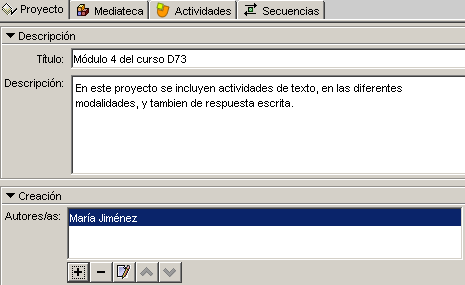 Proyecto Mediateca Actividades Secuencias
Descripción
Título: Módulo 4 del curso D73
Descripción: En este proyecto se incluyen actividades de texto, en las diferentes
modalidades, y tambien de respuesta escrita.
Creación
Autores/as: María Jiménez